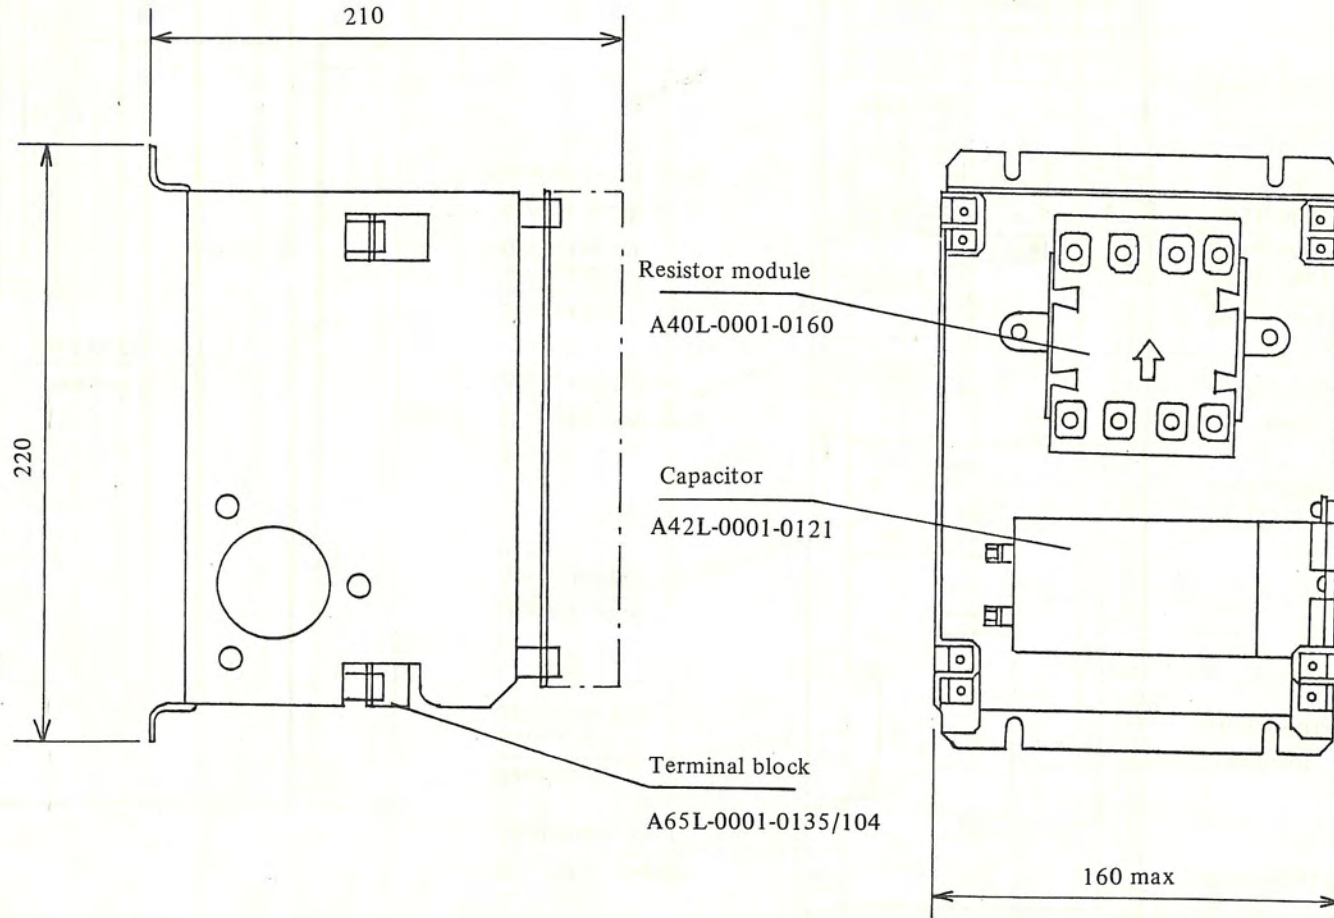 210
220
Resistor module
A40L-0001-0160
Capacitor
A42L-0001-0121
Terminal block
A65L-0001-0135/104
160 max